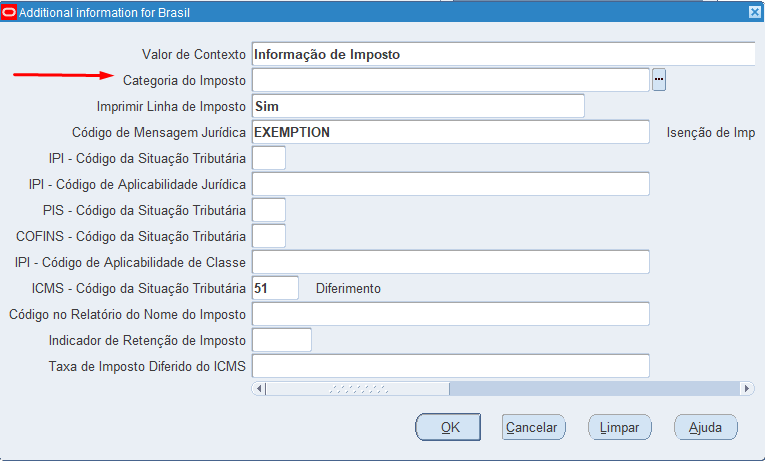 Additional information for Brasil
Valor de Contexto Informação de Imposto
Categoria do Imposto
Imprimir Linha de Imposto Sim
Código de Mensagem Jurídica EXEMPTION Isenção de Imp
IPI - Código da Situação Tributária
IPI - Código de Aplicabilidade Jurídica
PIS - Código da Situação Tributária
COFINS - Código da Situação Tributária
IPI - Código de Aplicabilidade de Classe
ICMS - Código da Situação Tributária 51 Diferimento
Código no Relatório do Nome do Imposto
Indicador de Retenção de Imposto
Taxa de Imposto Diferido do ICMS
OK Cancelar Limpar Ajuda